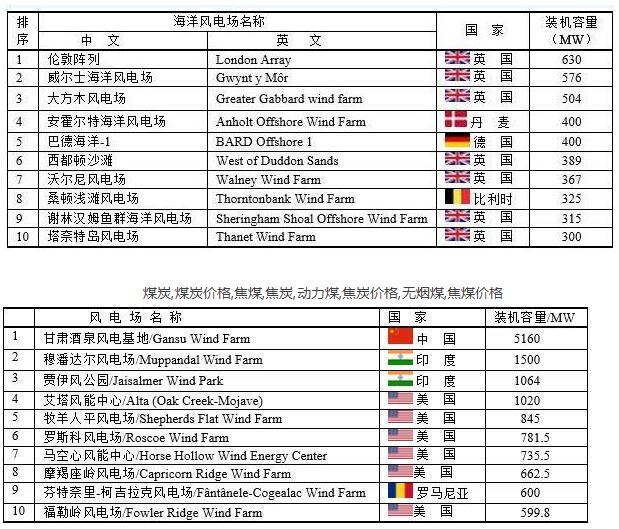 排序 海洋风电场名称 国 家 装机容量（MW）
中 文 英 文
1 伦敦阵列 London Array 英 国 630
2 威尔士海洋风电场 Gwynt y Môr 英 国 576
3 大方木风电场 Greater Gabbard wind farm 英 国 504
4 安霍尔特海洋风电场 Anholt Offshore Wind Farm 丹 麦 400
5 巴德海洋-1 BARD Offshore 1 德 国 400
6 西都顿沙滩 West of Duddon Sands 英 国 389
7 沃尔尼风电场 Walney Wind Farm 英 国 367
8 桑顿浅滩风电场 Thorntonbank Wind Farm 比利时 325
9 谢林汉姆鱼群海洋风电场 Sheringham Shoal Offshore Wind Farm 英 国 315
10 塔奈特岛风电场 Thanet Wind Farm 英 国 300
煤炭,煤炭价格,焦煤,焦炭,动力煤,焦炭价格,无烟煤,焦煤价格
风 电 场 名 称 国 家 装机容量/MW
1 甘肃酒泉风电基地/Gansu Wind Farm 中 国 5160
2 穆潘达尔风电场/Muppandal Wind Farm 印 度 1500
3 贾伊风公园/Jaisalmer Wind Park 印 度 1064
4 艾塔风能中心/Alta (Oak Creek-Mojave) 美 国 1020
5 牧羊人平风电场/Shepherds Flat Wind Farm 美 国 845
6 罗斯科风电场/Roscoe Wind Farm 美 国 781.5
7 马空心风能中心/Horse Hollow Wind Energy Center 美 国 735.5
8 摩羯座岭风电场/Capricorn Ridge Wind Farm 美 国 662.5
9 芬特奈里-柯吉拉克风电场/Fântânele-Cogealac Wind Farm 罗马尼亚 600
10 福勒岭风电场/Fowler Ridge Wind Farm 美 国 599.8